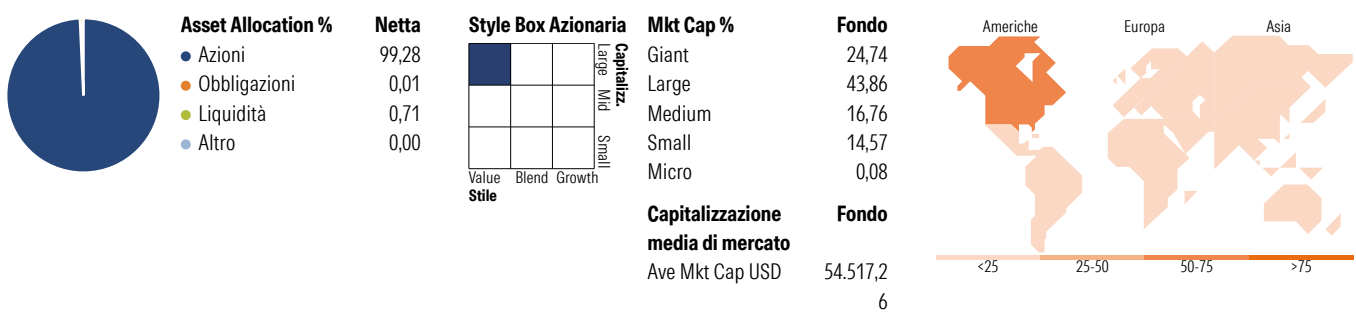 Asset Allocation % Netta
Azioni 99,28
Obbligazioni 0,01
Liquidità 0,71
Altro 0,00
Style Box Azionaria
Capitalizz.
Large
Mid
Small
Value Blend Growth
Stile
Mkt Cap % Fondo
Giant 24,74
Large 43,86
Medium 16,76
Small 14,57
Micro 0,08
Capitalizzazione Fondo
media di mercato
Ave Mkt Cap USD 54.517,2
6
Americhe Europa Asia
<25 25-50 50-75 >75